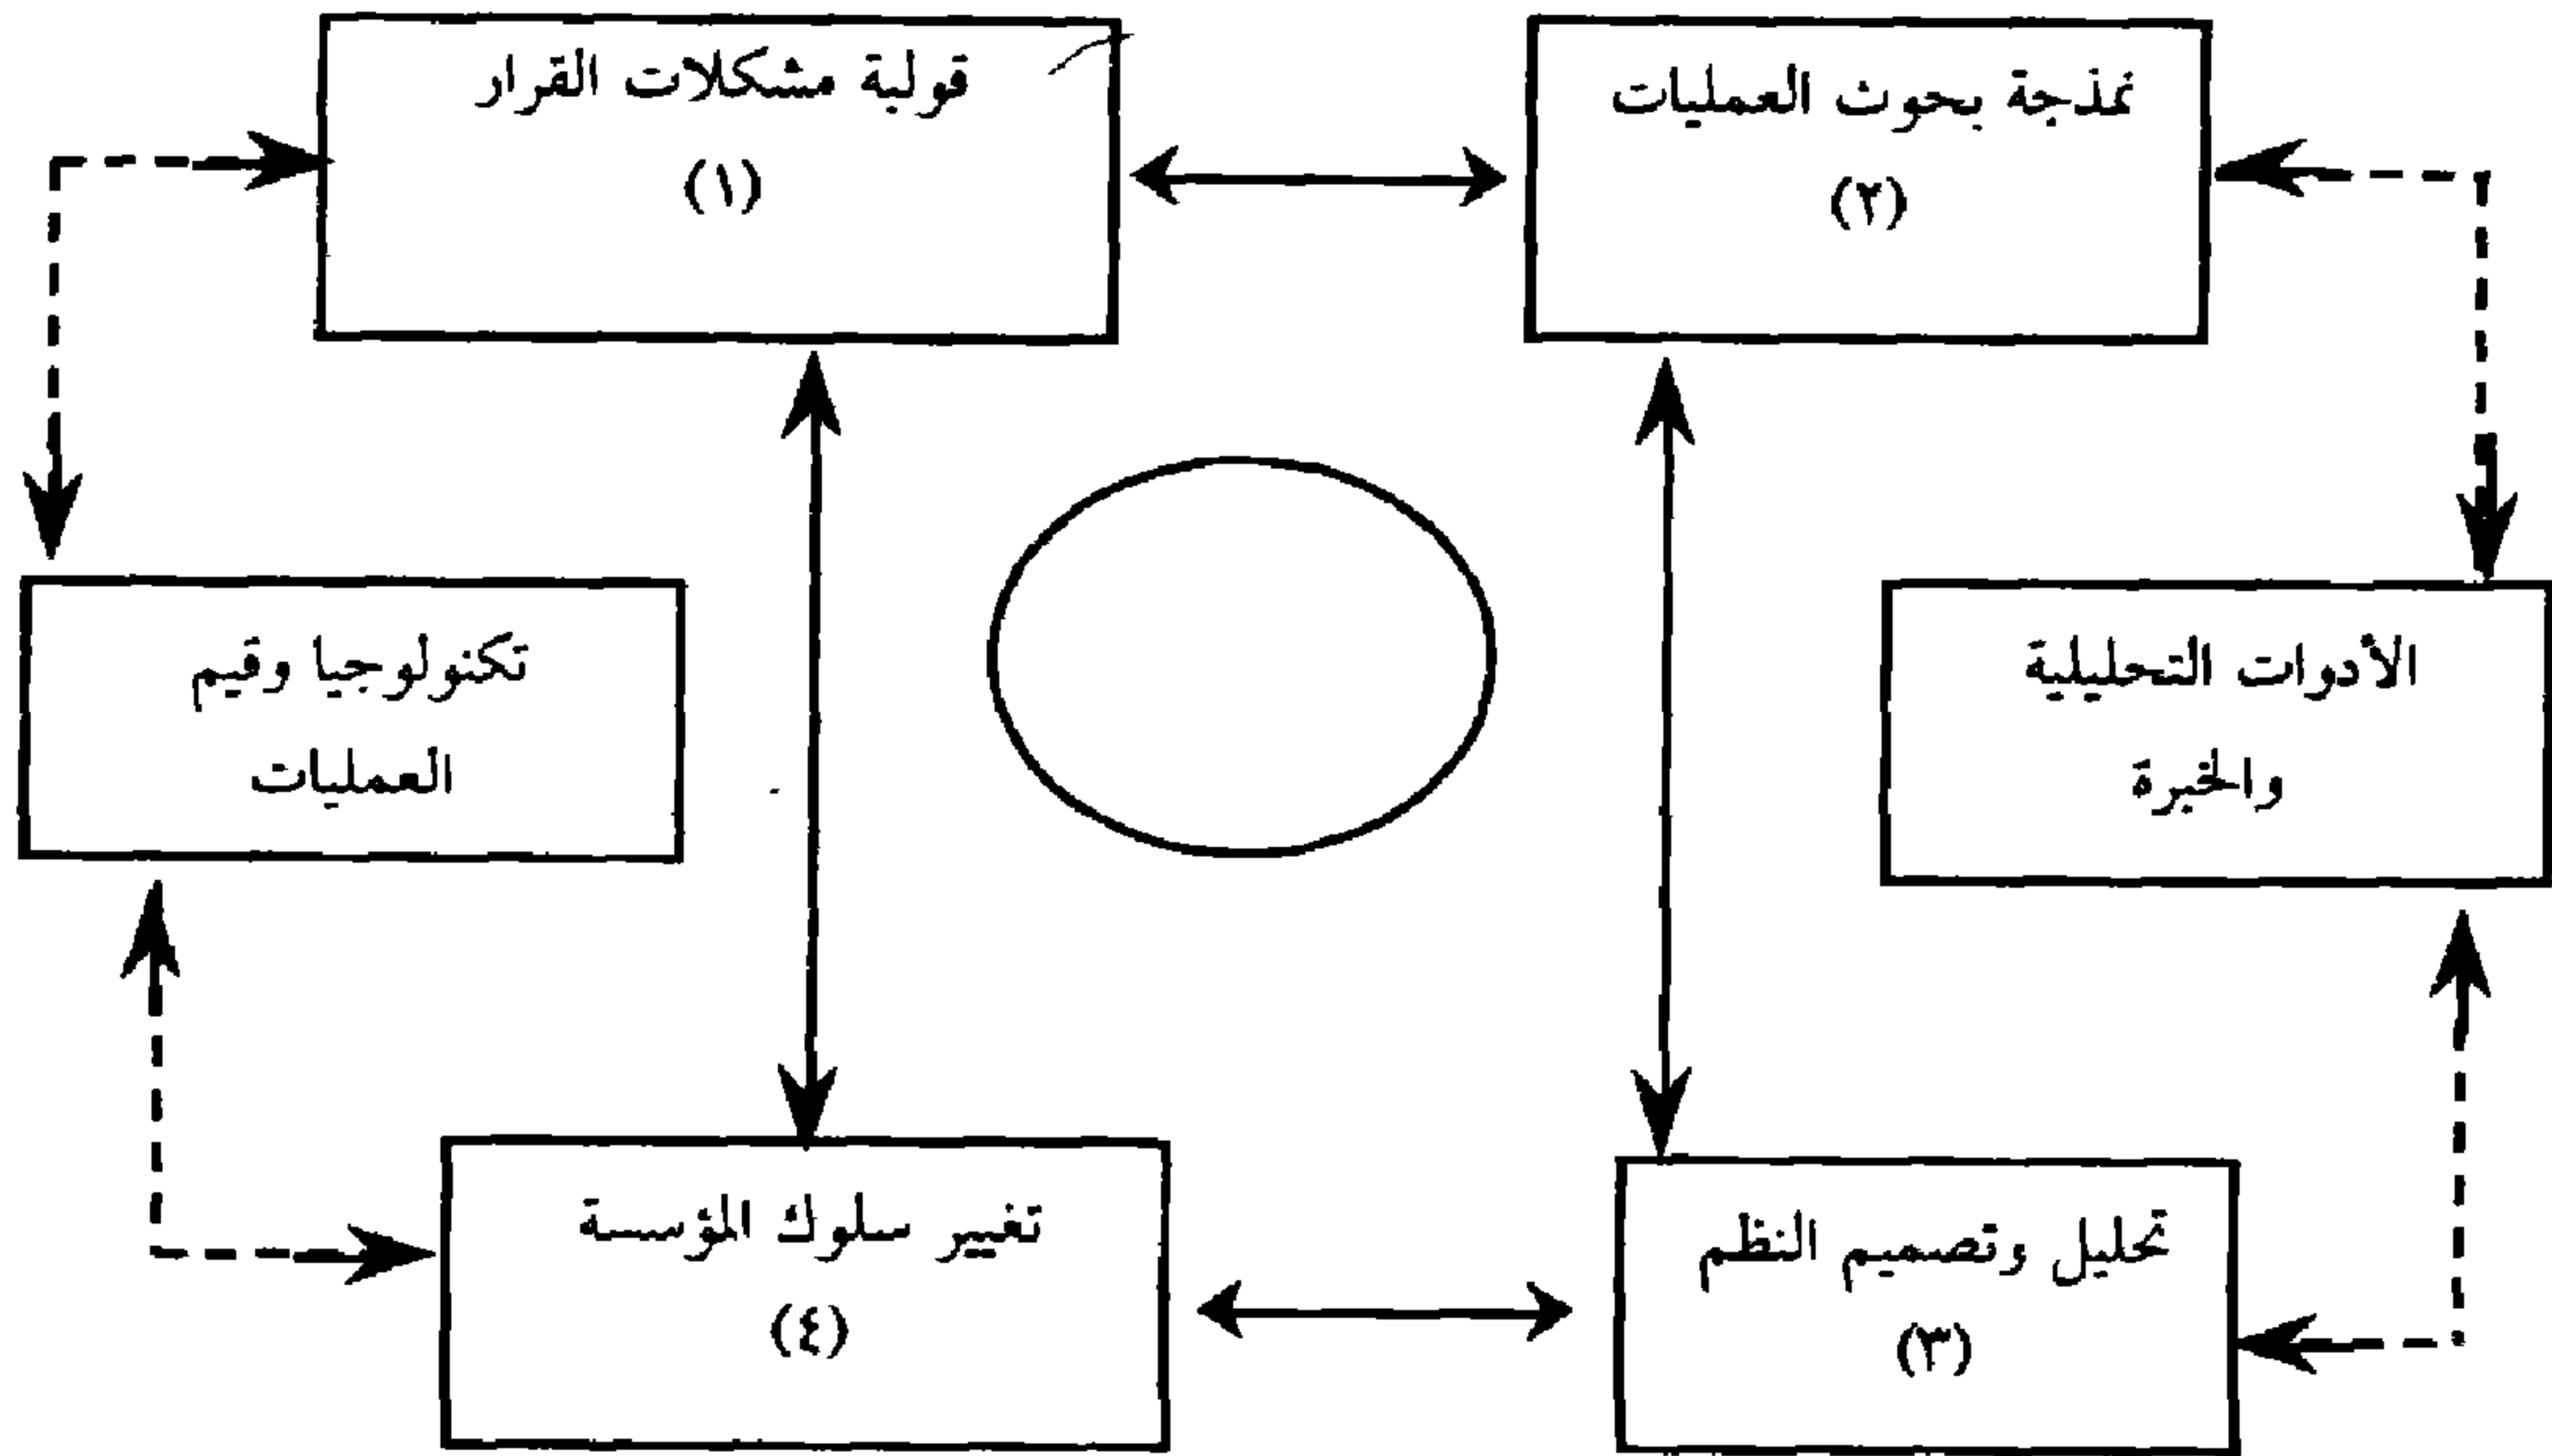 قولبة مشكلات القرار
(١)
نمذجة بحوث العمليات
(٢)
تكنولوجيا وقيم
العمليات
الأدوات التحليلية
والخبرة
تغيير سلوك المؤسسة
(٤)
تحليل وتصميم النظم
(٣)